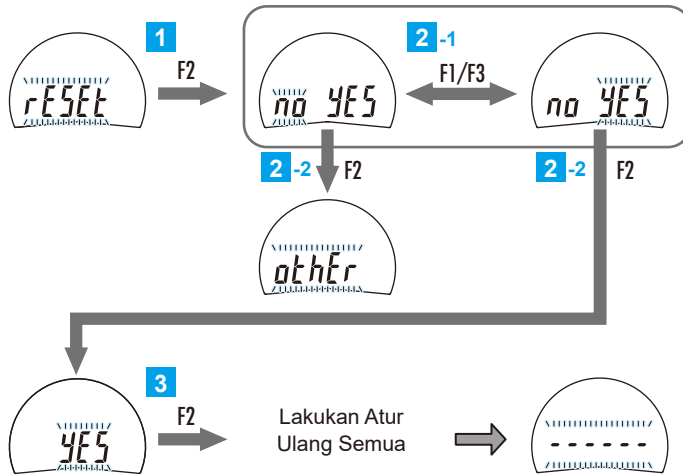 1
2 -1
F2
F1/F3
rESEt
no YES
no YES
2 -2 F2
2 -2 F2
othEr
3
F2
YES
Lakukan Atur
Ulang Semua
------